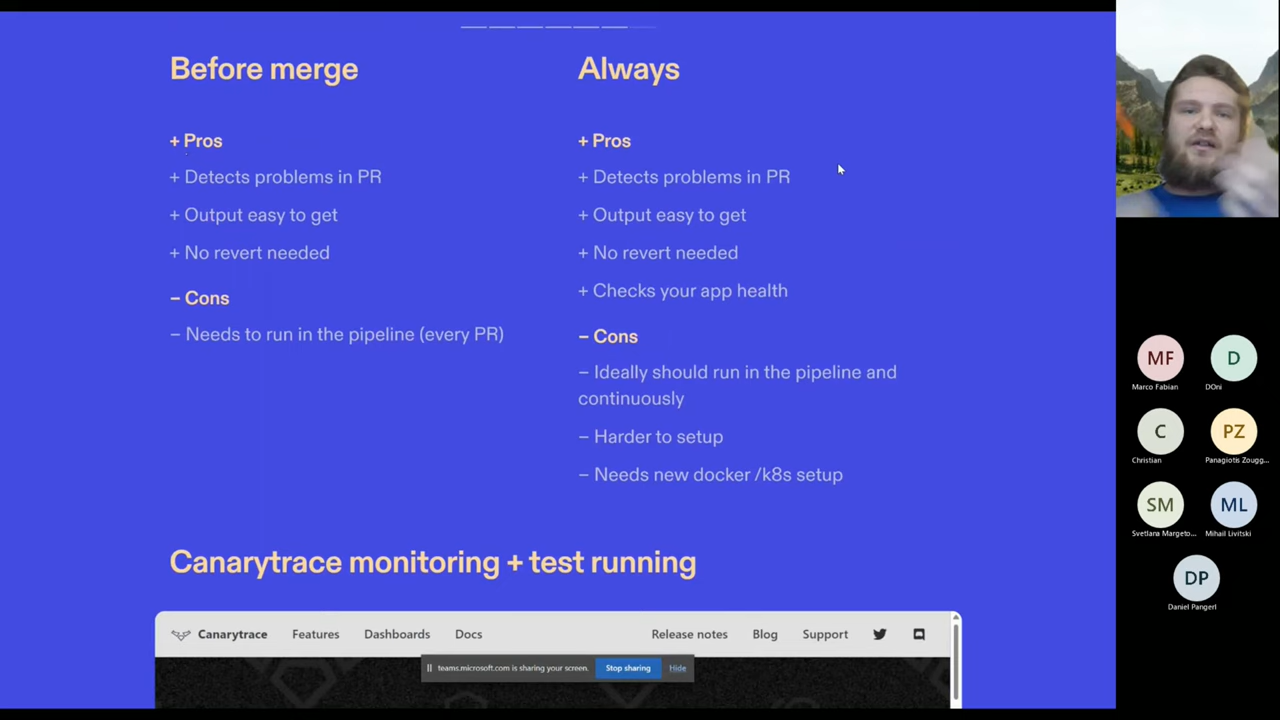 Before merge
+ Pros
+ Detects problems in PR
+ Output easy to get
+ No revert needed
– Cons
– Needs to run in the pipeline (every PR)
Always
+ Pros
+ Detects problems in PR
+ Output easy to get
+ No revert needed
+ Checks your app health
– Cons
– Ideally should run in the pipeline and
continuously
– Harder to setup
– Needs new docker /k8s setup
Canarytrace monitoring + test running
Canarytrace Features Dashboards Docs Release notes Blog Support
teams.microsoft.com is sharing your screen. Stop sharing Hide
MF
Marco Fabian
D
DOni
C
Christian
PZ
Panagiotis Zougg...
SM
Svetlana Margeto...
ML
Mihail Livitski
DP
Daniel Pangerl